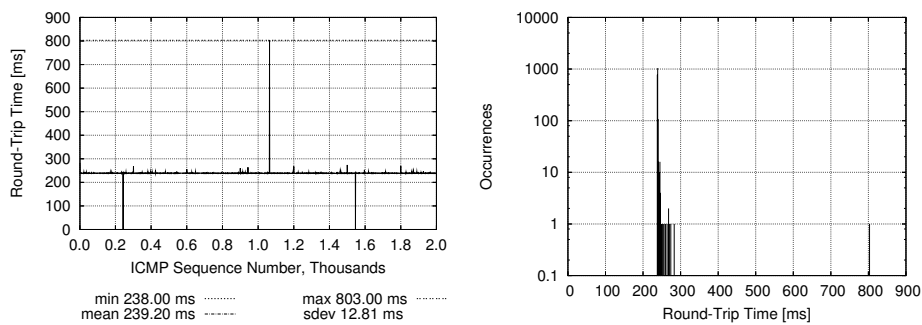 900
800
700
600
500
400
300
200
100
0
Round-Trip Time [ms]
0.0 0.2 0.4 0.6 0.8 1.0 1.2 1.4 1.6 1.8 2.0
ICMP Sequence Number, Thousands
min 238.00 ms max 803.00 ms
mean 239.20 ms sdev 12.81 ms
10000
1000
100
10
1
0.1
Occurrences
0 100 200 300 400 500 600 700 800 900
Round-Trip Time [ms]